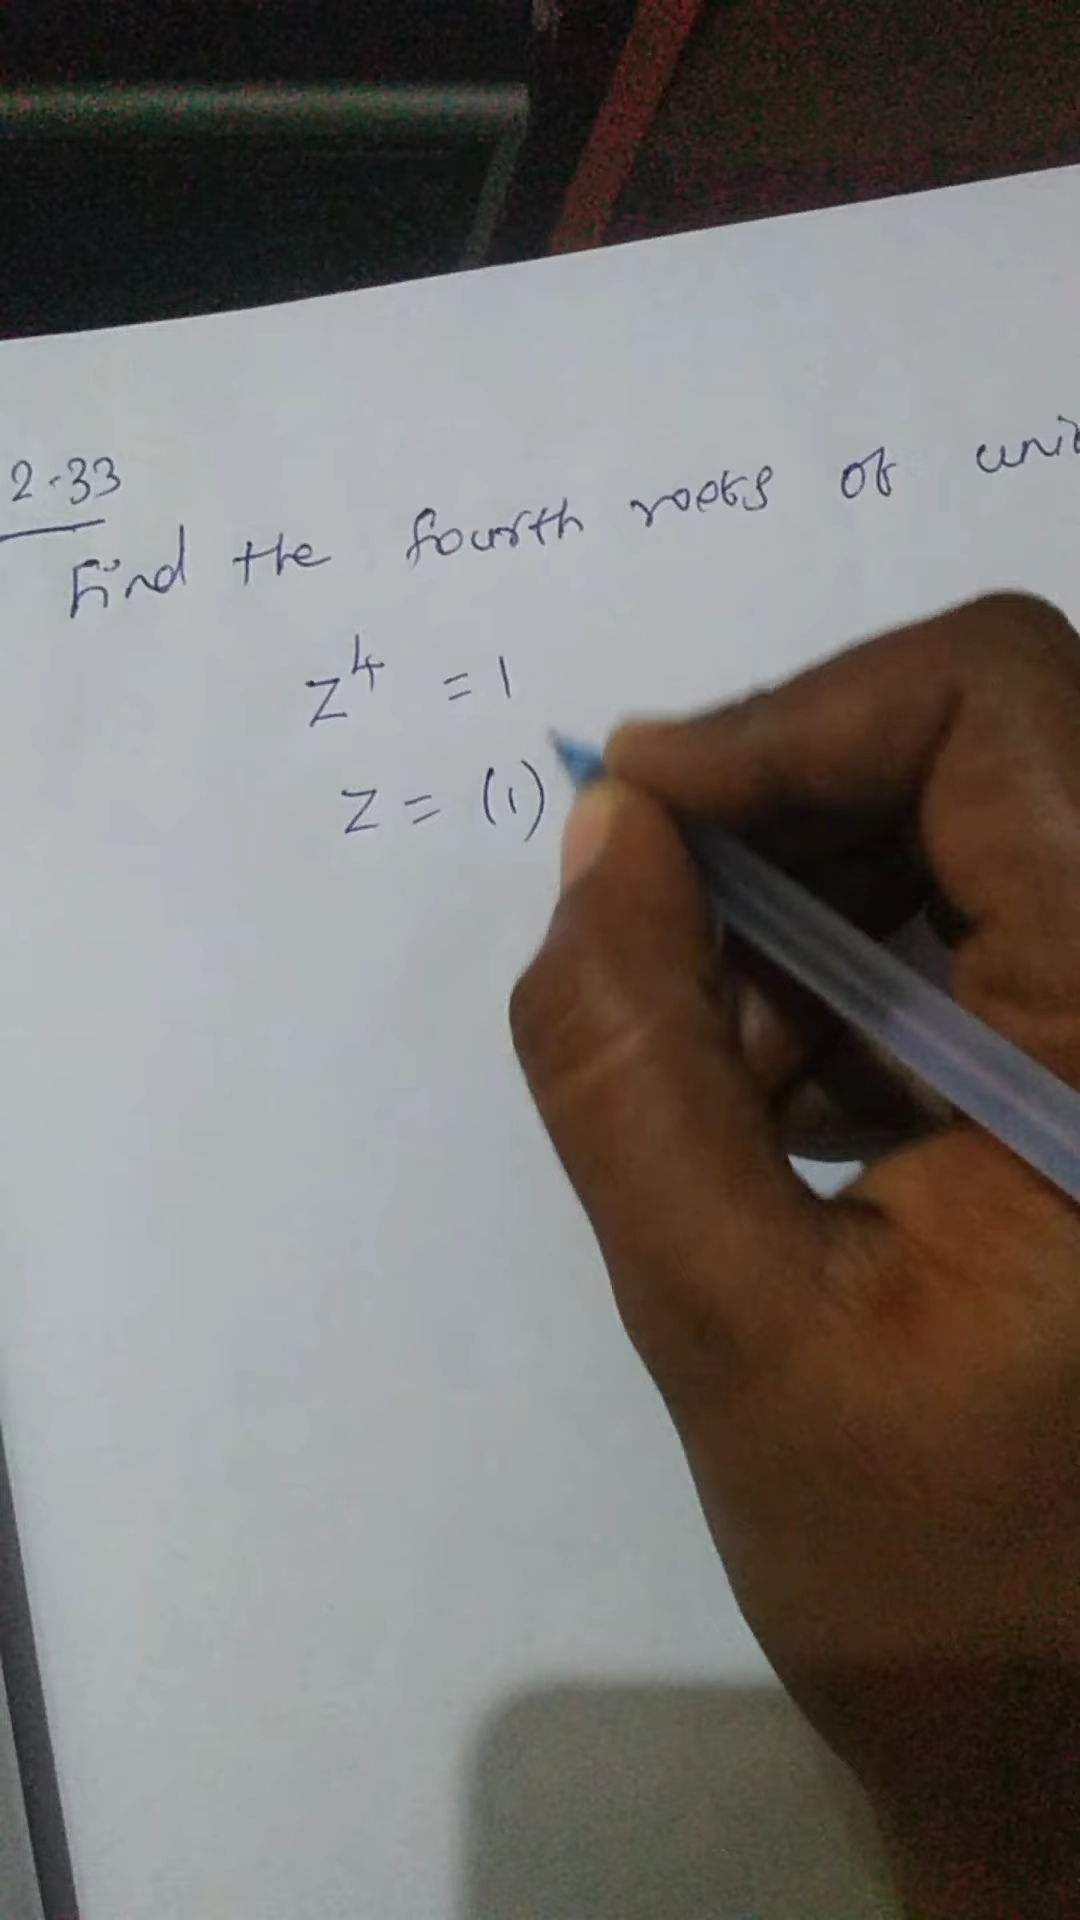 2.33
Find the fourth roots of
z⁴ = 1
z = (1)